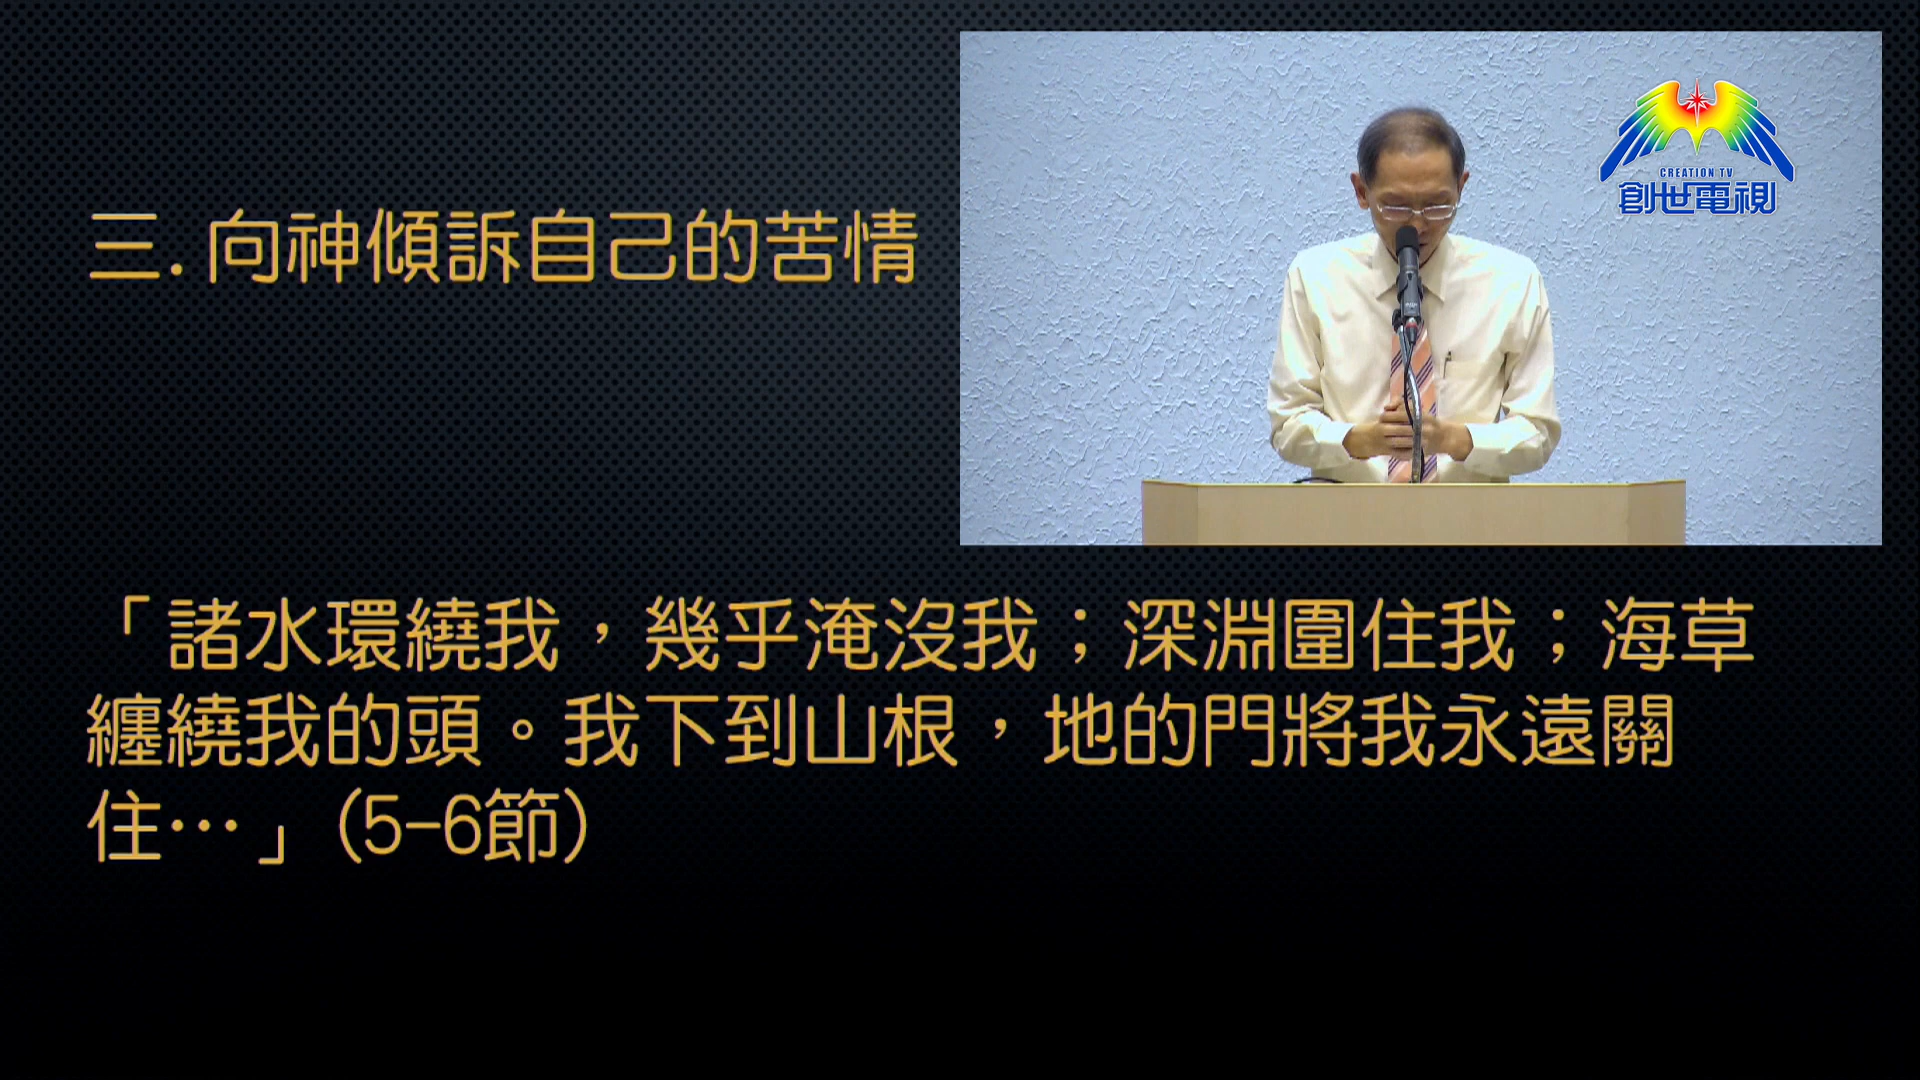 三.向神傾訴自己的苦情
CREATION TV
創世電視
「諸水環繞我，幾乎淹沒我；深淵圍住我；海草
纏繞我的頭。我下到山根，地的門將我永遠關
住…」(5-6節)